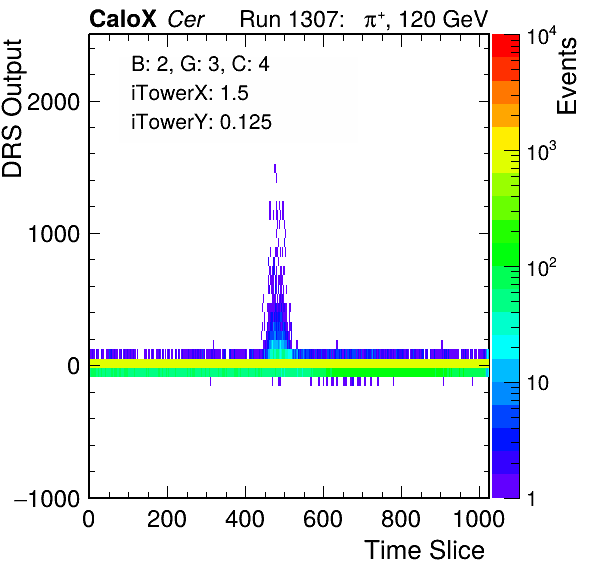 CaloX Cer Run 1307: π⁺, 120 GeV
B: 2, G: 3, C: 4
iTowerX: 1.5
iTowerY: 0.125
DRS Output
2000
1000
0
−1000
0 200 400 600 800 1000
Time Slice
Events
10⁴
10³
10²
10
1